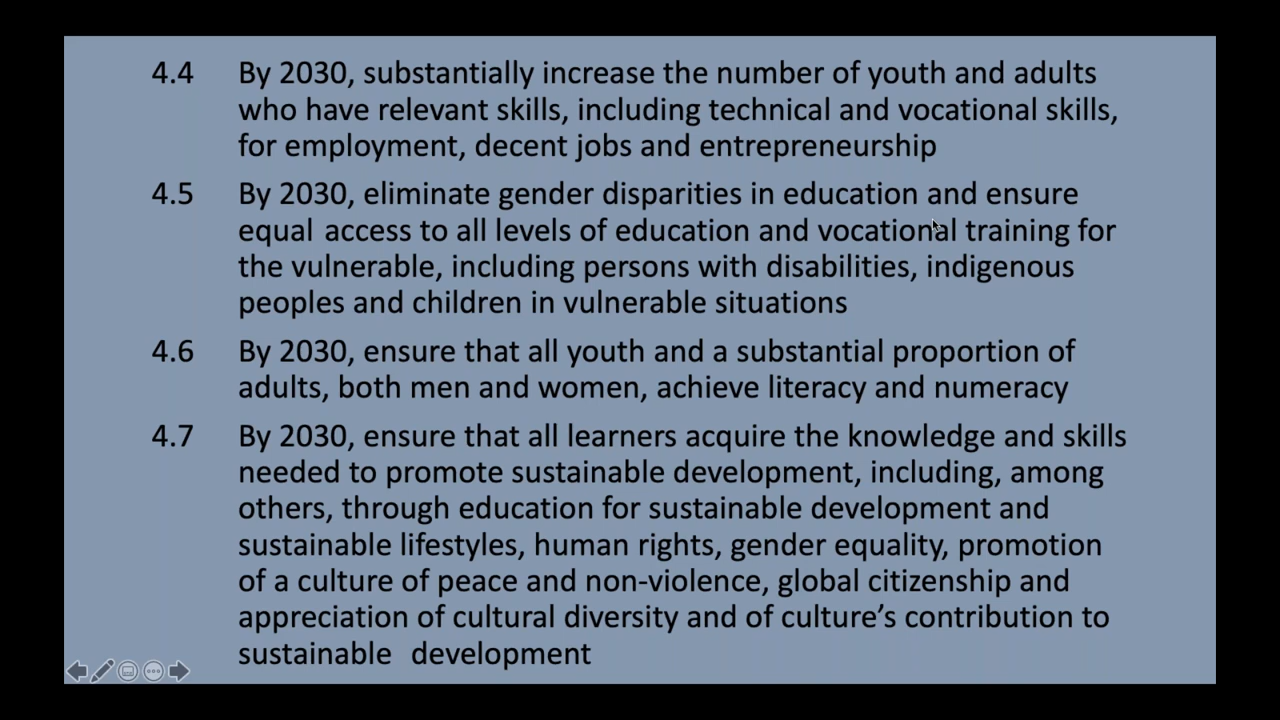 4.4 By 2030, substantially increase the number of youth and adults
who have relevant skills, including technical and vocational skills,
for employment, decent jobs and entrepreneurship
4.5 By 2030, eliminate gender disparities in education and ensure
equal access to all levels of education and vocational training for
the vulnerable, including persons with disabilities, indigenous
peoples and children in vulnerable situations
4.6 By 2030, ensure that all youth and a substantial proportion of
adults, both men and women, achieve literacy and numeracy
4.7 By 2030, ensure that all learners acquire the knowledge and skills
needed to promote sustainable development, including, among
others, through education for sustainable development and
sustainable lifestyles, human rights, gender equality, promotion
of a culture of peace and non-violence, global citizenship and
appreciation of cultural diversity and of culture’s contribution to
sustainable development